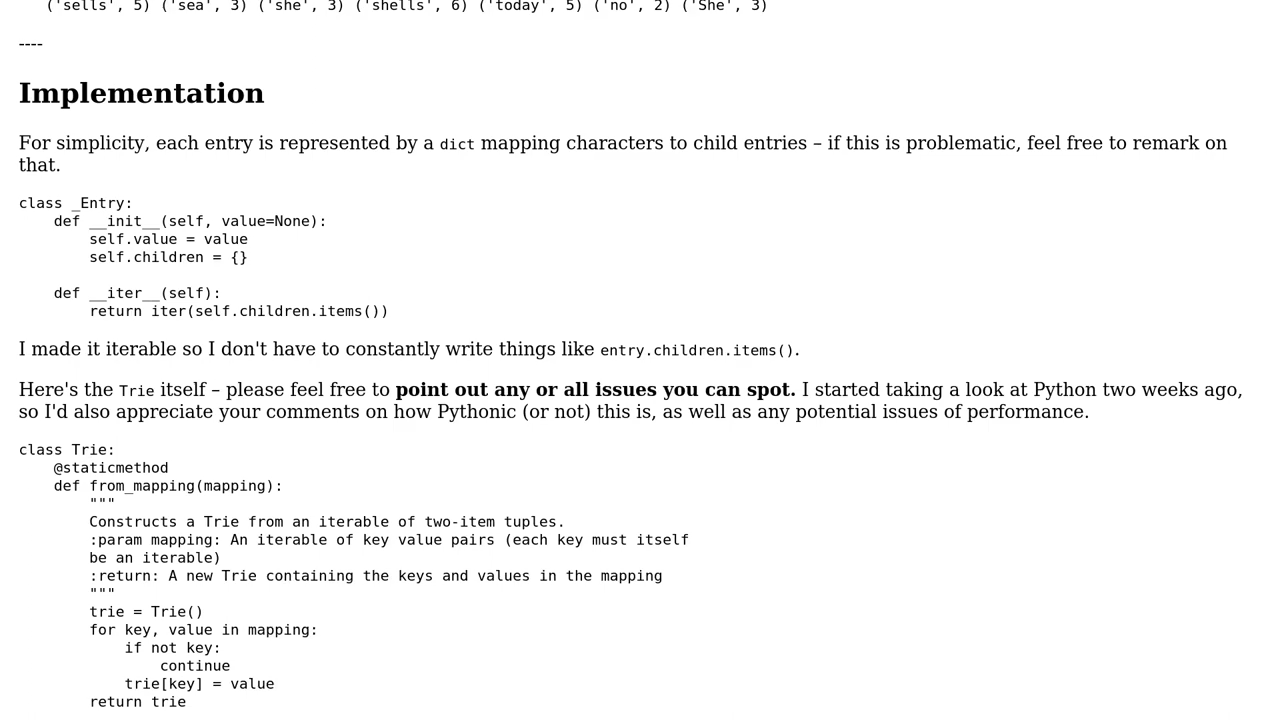 ('sells', 5) ('sea', 3) ('she', 3) ('shells', 6) ('today', 5) ('no', 2) ('She', 3)
----
Implementation
For simplicity, each entry is represented by a dict mapping characters to child entries – if this is problematic, feel free to remark on
that.
class _Entry:
    def __init__(self, value=None):
        self.value = value
        self.children = {}
    def __iter__(self):
        return iter(self.children.items())
I made it iterable so I don't have to constantly write things like entry.children.items().
Here's the Trie itself – please feel free to point out any or all issues you can spot. I started taking a look at Python two weeks ago,
so I'd also appreciate your comments on how Pythonic (or not) this is, as well as any potential issues of performance.
class Trie:
    @staticmethod
    def from_mapping(mapping):
        """
        Constructs a Trie from an iterable of two-item tuples.
        :param mapping: An iterable of key value pairs (each key must itself
        be an iterable)
        :return: A new Trie containing the keys and values in the mapping
        """
        trie = Trie()
        for key, value in mapping:
            if not key:
                continue
            trie[key] = value
        return trie